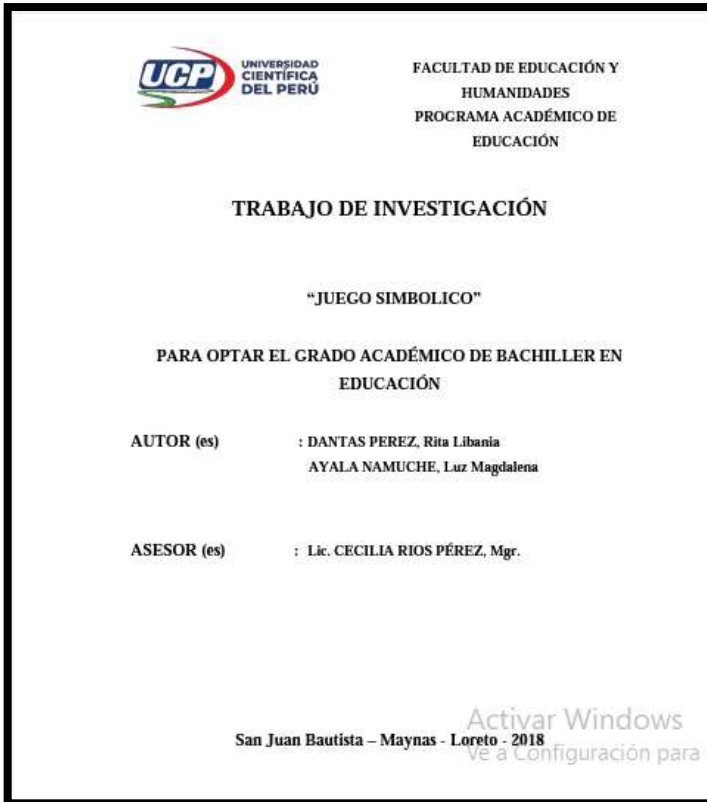 UCP
UNIVERSIDAD
CIENTÍFICA
DEL PERÚ
FACULTAD DE EDUCACIÓN Y
HUMANIDADES
PROGRAMA ACADÉMICO DE
EDUCACIÓN
TRABAJO DE INVESTIGACIÓN
“JUEGO SIMBOLICO”
PARA OPTAR EL GRADO ACADÉMICO DE BACHILLER EN
EDUCACIÓN
AUTOR (es) : DANTAS PEREZ, Rita Libania
AYALA NAMUCHE, Luz Magdalena
ASESOR (es) : Lic. CECILIA RIOS PÉREZ, Mgr.
Activar Windows
San Juan Bautista – Maynas - Loreto - 2018
Ve a Configuración para